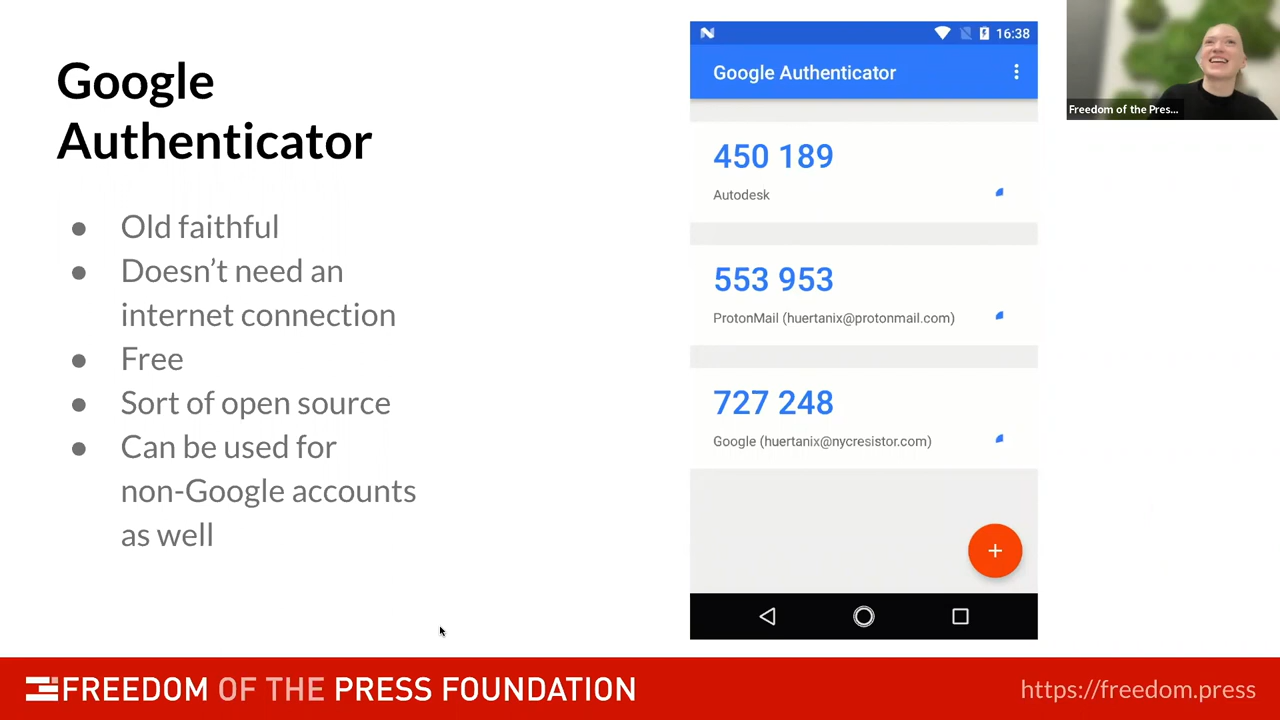 Google
Authenticator
● Old faithful
● Doesn’t need an
internet connection
● Free
● Sort of open source
● Can be used for
non-Google accounts
as well
16:38
Google Authenticator
450 189
Autodesk
553 953
ProtonMail (huertanix@protonmail.com)
727 248
Google (huertanix@nycresistor.com)
+
Freedom of the Pres...
FREEDOM OF THE PRESS FOUNDATION
https://freedom.press